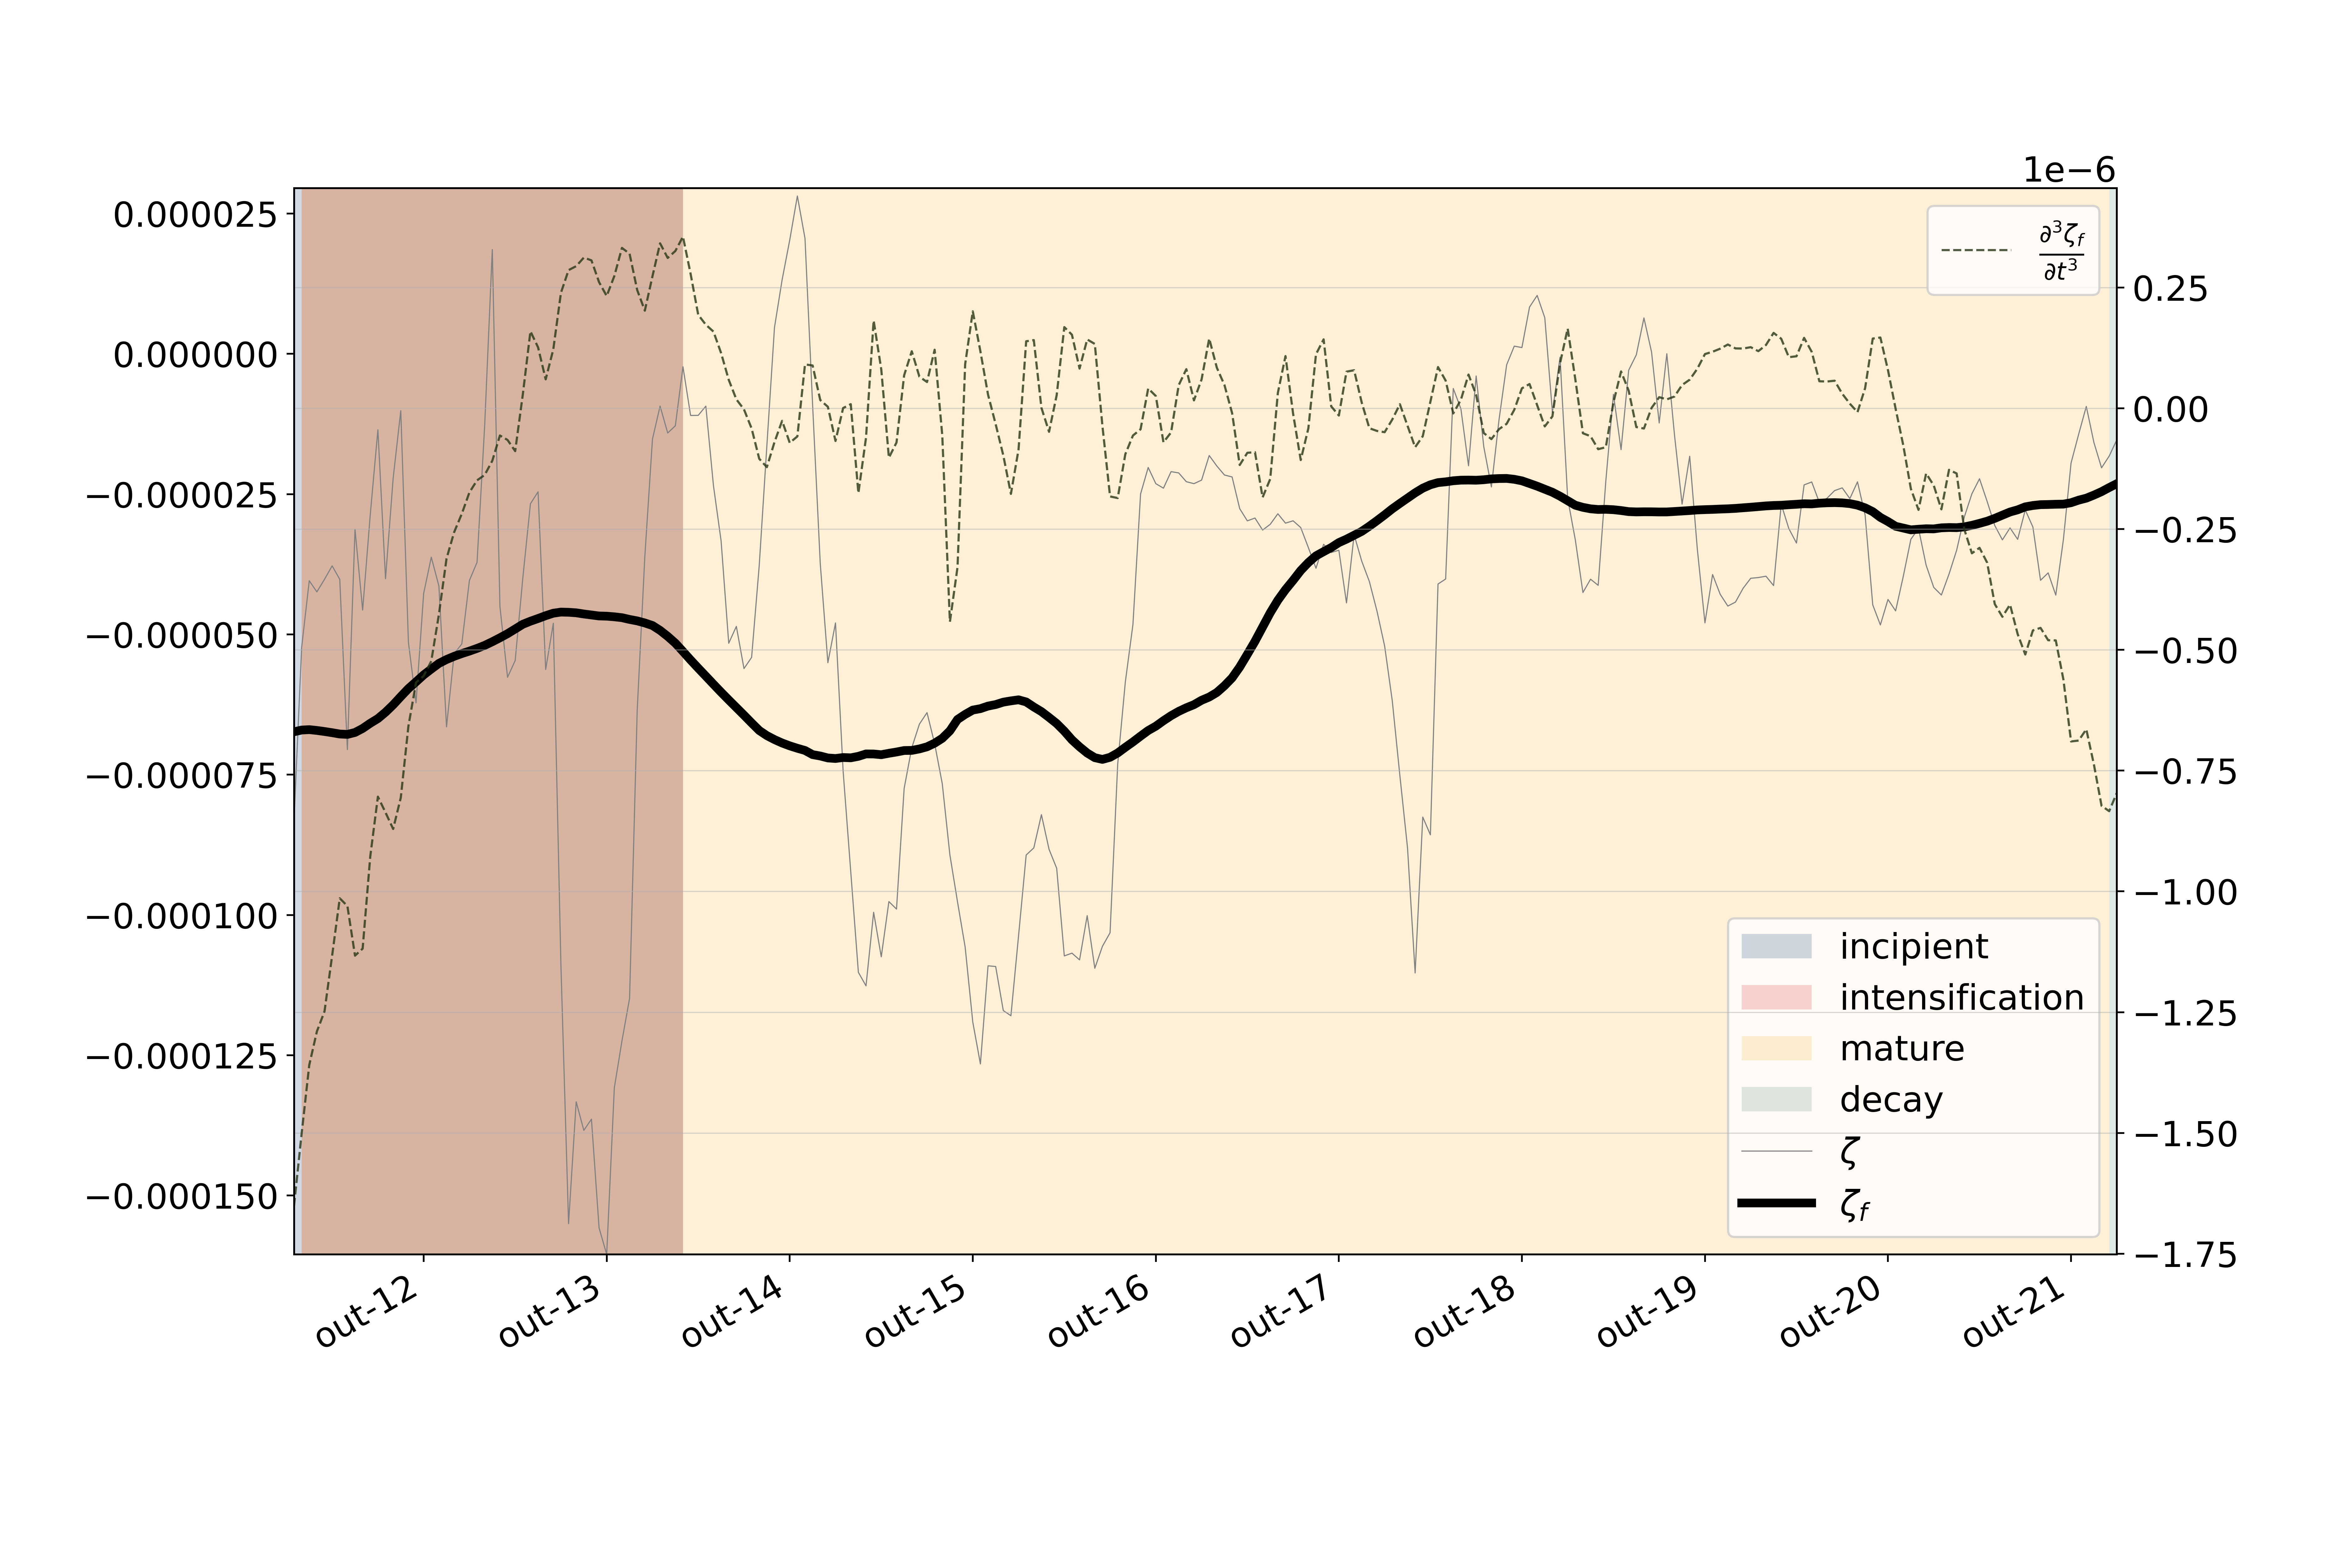 1e−6
0.000025
0.000000
−0.000025
−0.000050
−0.000075
−0.000100
−0.000125
−0.000150
∂³ζf
∂t³
0.25
0.00
−0.25
−0.50
−0.75
−1.00
−1.25
−1.50
−1.75
incipient
intensification
mature
decay
ζ
ζf
out-12
out-13
out-14
out-15
out-16
out-17
out-18
out-19
out-20
out-21